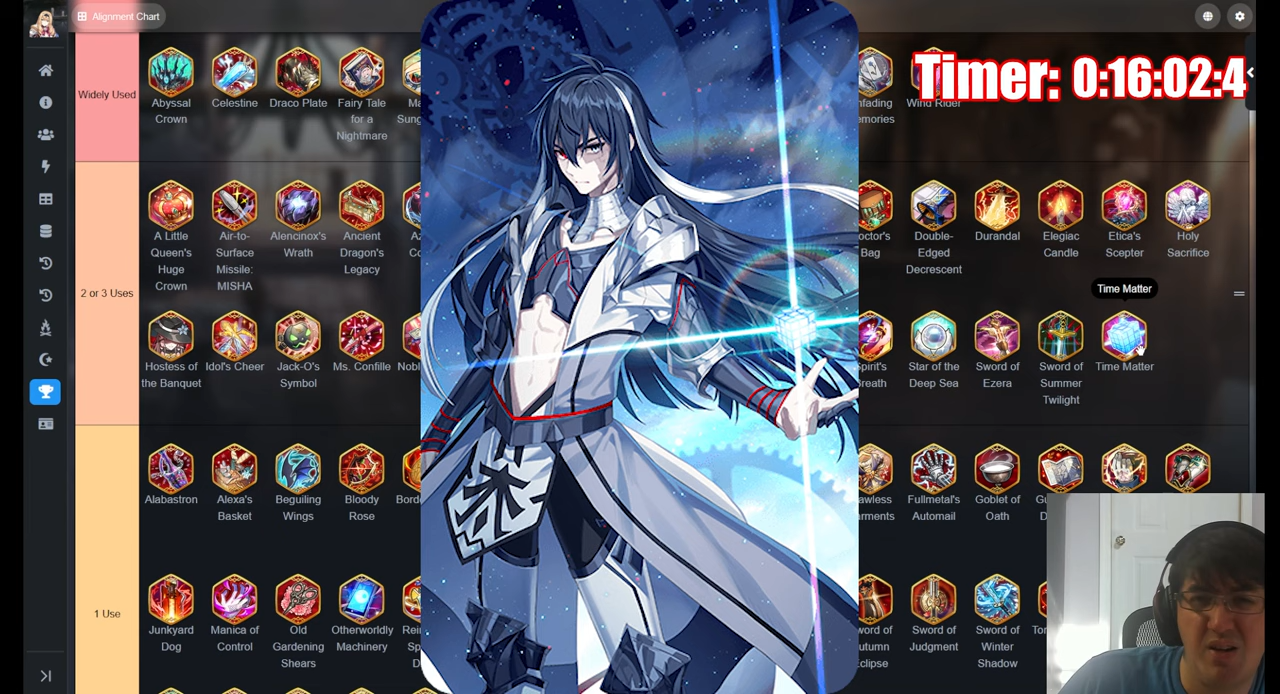 Alignment Chart
Timer: 0:16:02:4
Widely Used
Abyssal
Crown
Celestine
Draco Plate
Fairy Tale
for a
Nightmare
Wind Rider
2 or 3 Uses
A Little
Queen's
Huge
Crown
Air-to-
Surface
Missile:
MISHA
Alencinox's
Wrath
Ancient
Dragon's
Legacy
Bag
Double-
Edged
Decrescent
Durandal
Elegiac
Candle
Etica's
Scepter
Holy
Sacrifice
Time Matter
Hostess of
the Banquet
Idol's Cheer
Jack-O's
Symbol
Ms. Confille
Star of the
Deep Sea
Sword of
Ezera
Sword of
Summer
Twilight
Time Matter
1 Use
Alabastron
Alexa's
Basket
Beguiling
Wings
Bloody
Rose
Fullmetal's
Automail
Goblet of
Oath
Junkyard
Dog
Manica of
Control
Old
Gardening
Shears
Otherworldly
Machinery
Sword of
Judgment
Sword of
Winter
Shadow